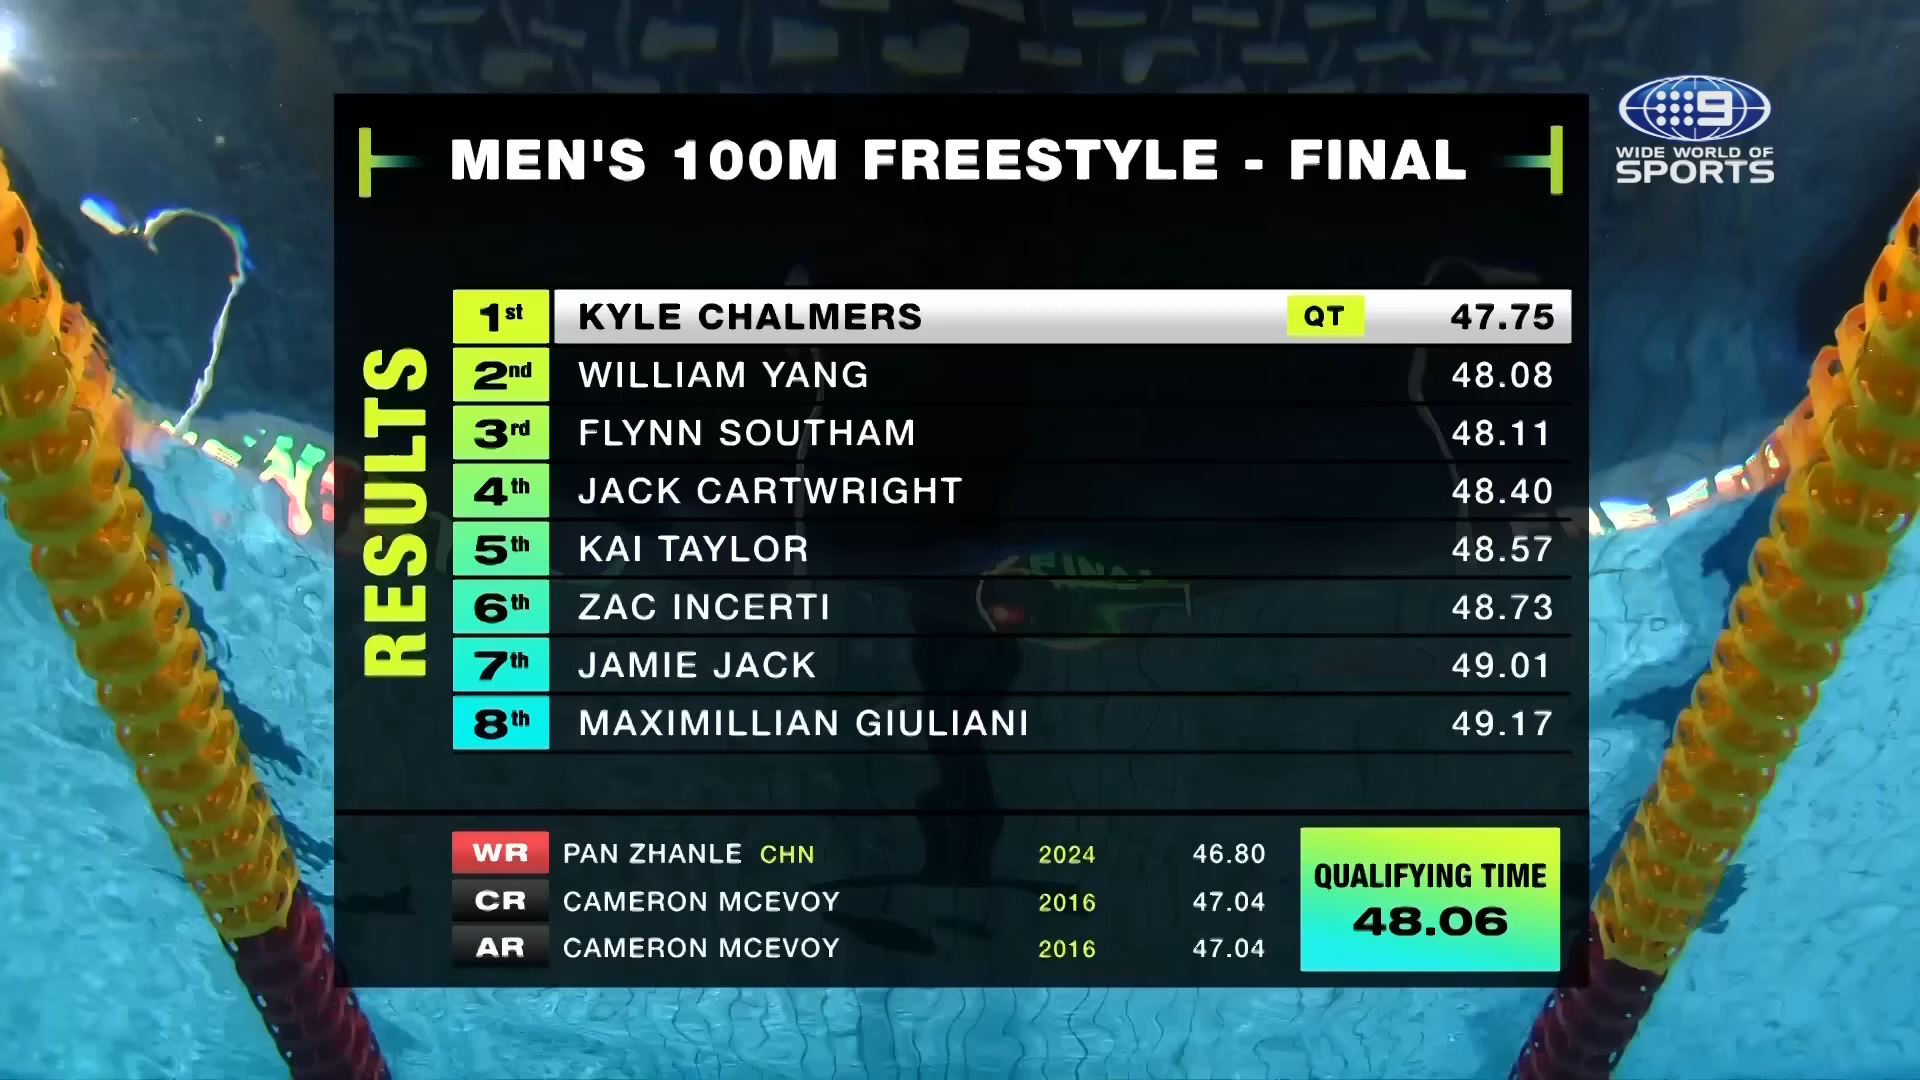 MEN'S 100M FREESTYLE - FINAL
9
WIDE WORLD OF
SPORTS
RESULTS
1st KYLE CHALMERS QT 47.75
2nd WILLIAM YANG 48.08
3rd FLYNN SOUTHAM 48.11
4th JACK CARTWRIGHT 48.40
5th KAI TAYLOR 48.57
6th ZAC INCERTI 48.73
7th JAMIE JACK 49.01
8th MAXIMILLIAN GIULIANI 49.17
WR PAN ZHANLE CHN 2024 46.80
CR CAMERON MCEVOY 2016 47.04
AR CAMERON MCEVOY 2016 47.04
QUALIFYING TIME
48.06